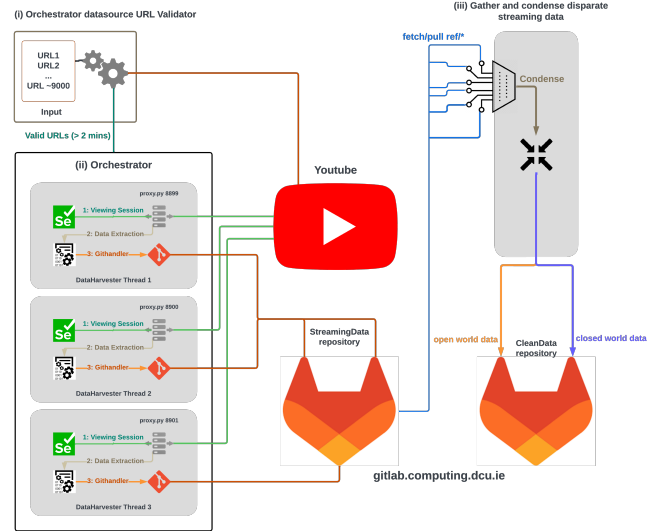 (i) Orchestrator datasource URL Validator
(iii) Gather and condense disparate
streaming data
URL1
URL2
...
URL ~9000
Input
fetch/pull ref/*
Condense
Valid URLs (> 2 mins)
(ii) Orchestrator
Youtube
proxy.py 8899
Se
1: Viewing Session
2: Data Extraction
3: Githandler
DataHarvester Thread 1
proxy.py 8900
Se
1: Viewing Session
2: Data Extraction
3: Githandler
DataHarvester Thread 2
proxy.py 8901
Se
1: Viewing Session
2: Data Extraction
3: Githandler
DataHarvester Thread 3
StreamingData
repository
open world data
CleanData
repository
closed world data
gitlab.computing.dcu.ie